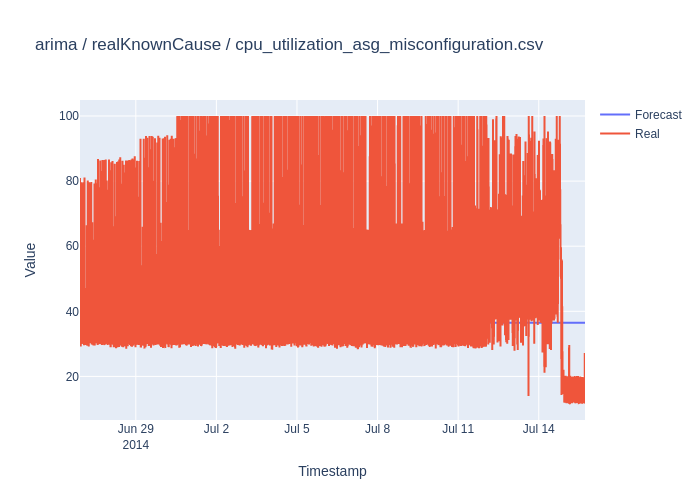 arima / realKnownCause / cpu_utilization_asg_misconfiguration.csv
Forecast
Real
Value
100
80
60
40
20
Jun 29
2014
Jul 2
Jul 5
Jul 8
Jul 11
Jul 14
Timestamp